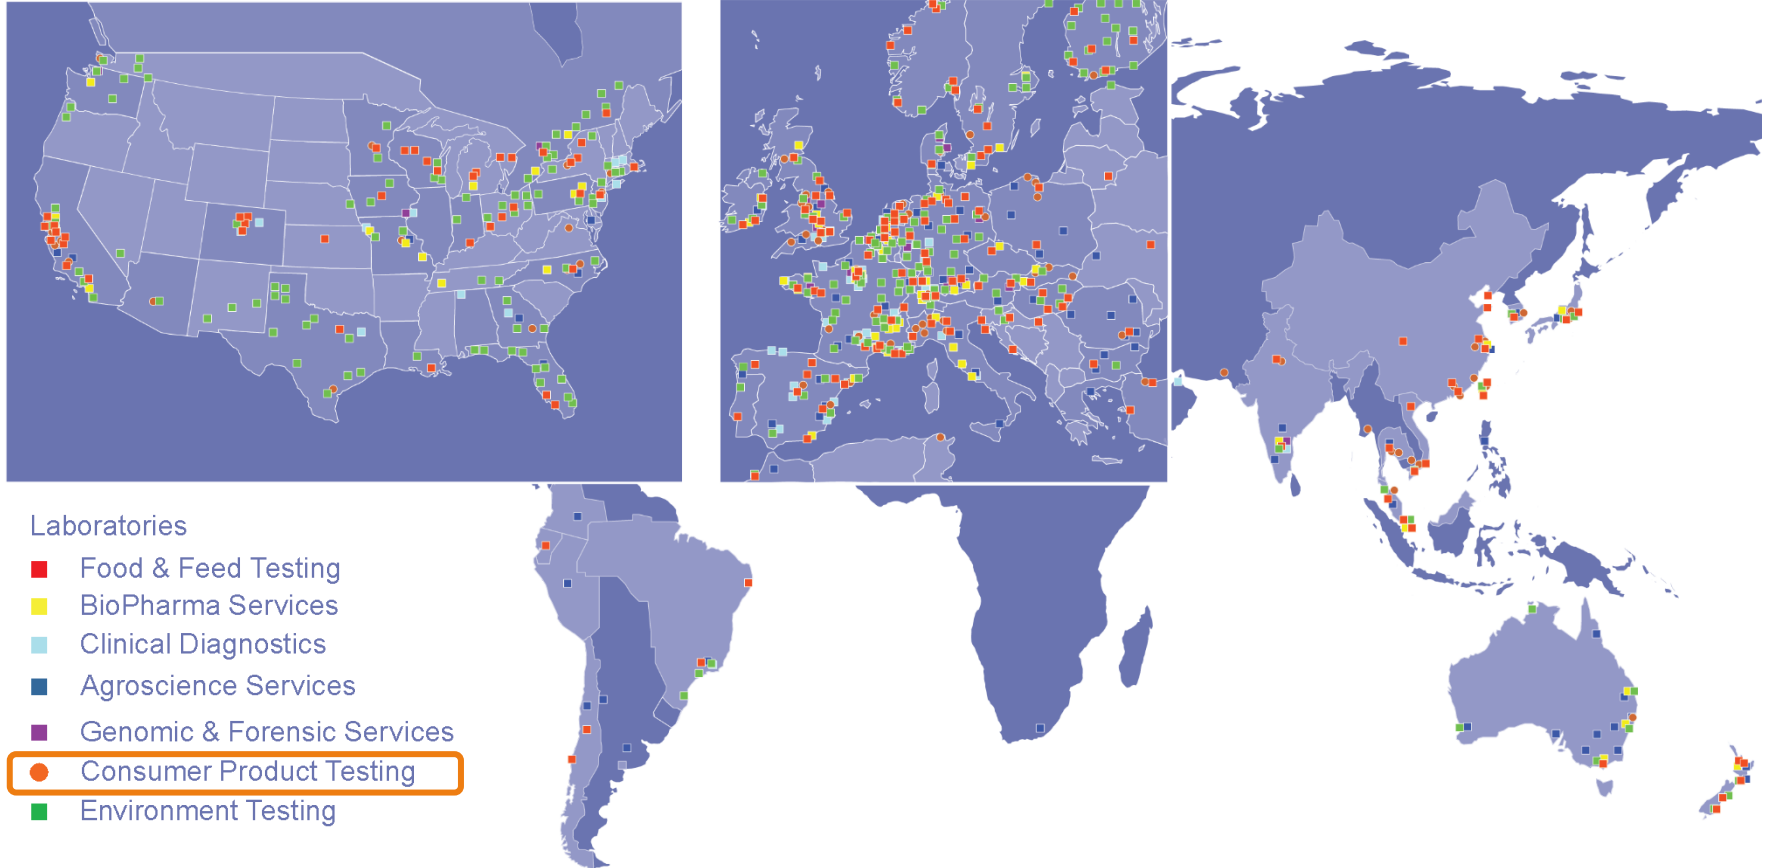 Laboratories
Food & Feed Testing
BioPharma Services
Clinical Diagnostics
Agroscience Services
Genomic & Forensic Services
Consumer Product Testing
Environment Testing